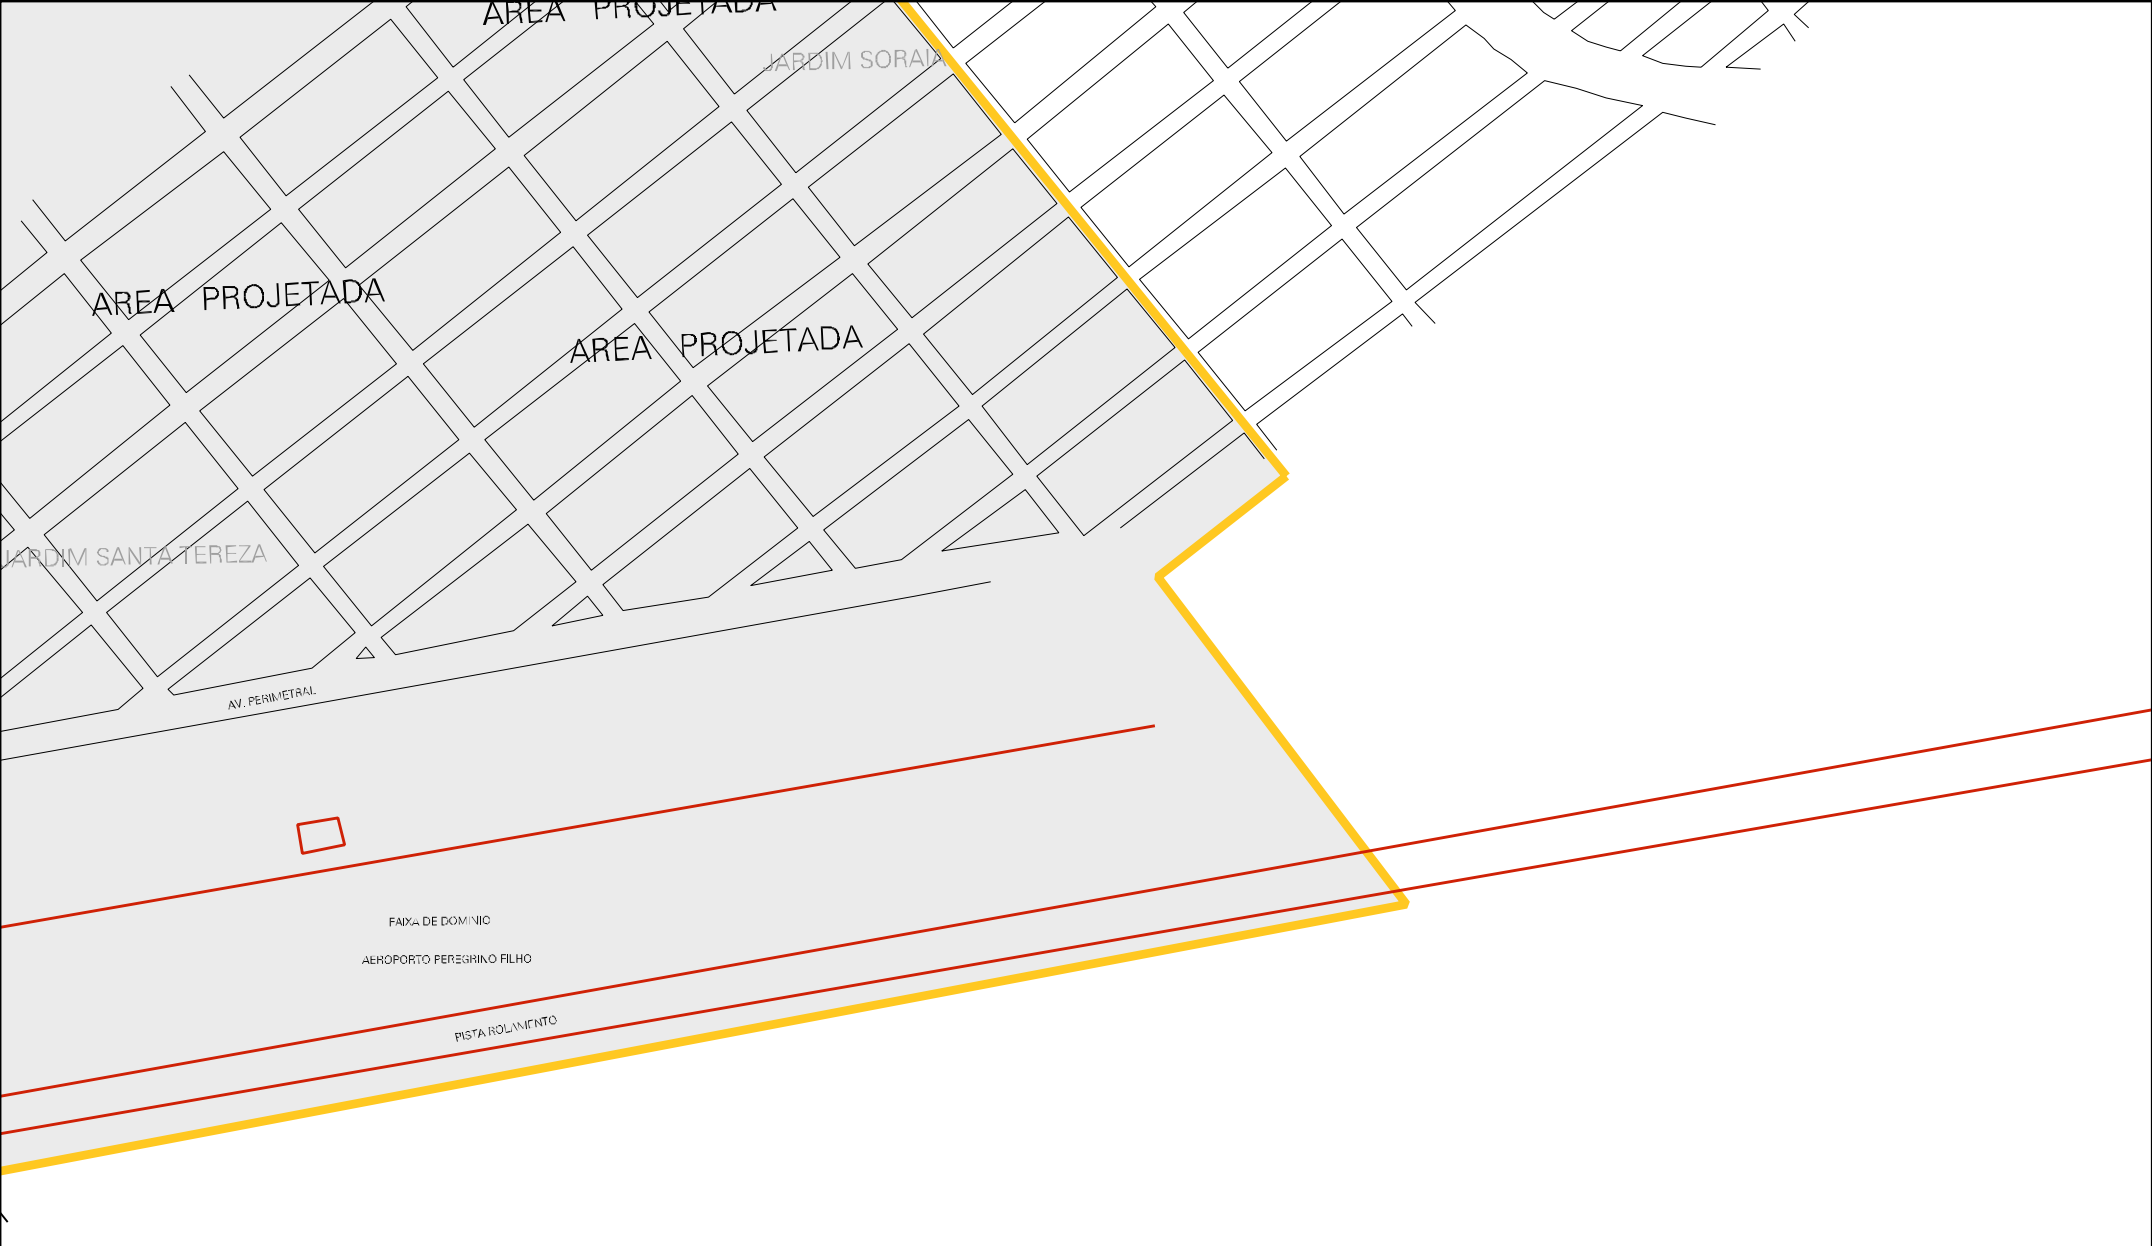 AREA PROJETADA
JARDIM SORAIA
AREA PROJETADA
AREA PROJETADA
JARDIM SANTA TEREZA
AV. PERIMETRAL
FAIXA DE DOMINIO
AEROPORTO PEREGRINO FILHO
PISTA ROLAMENTO